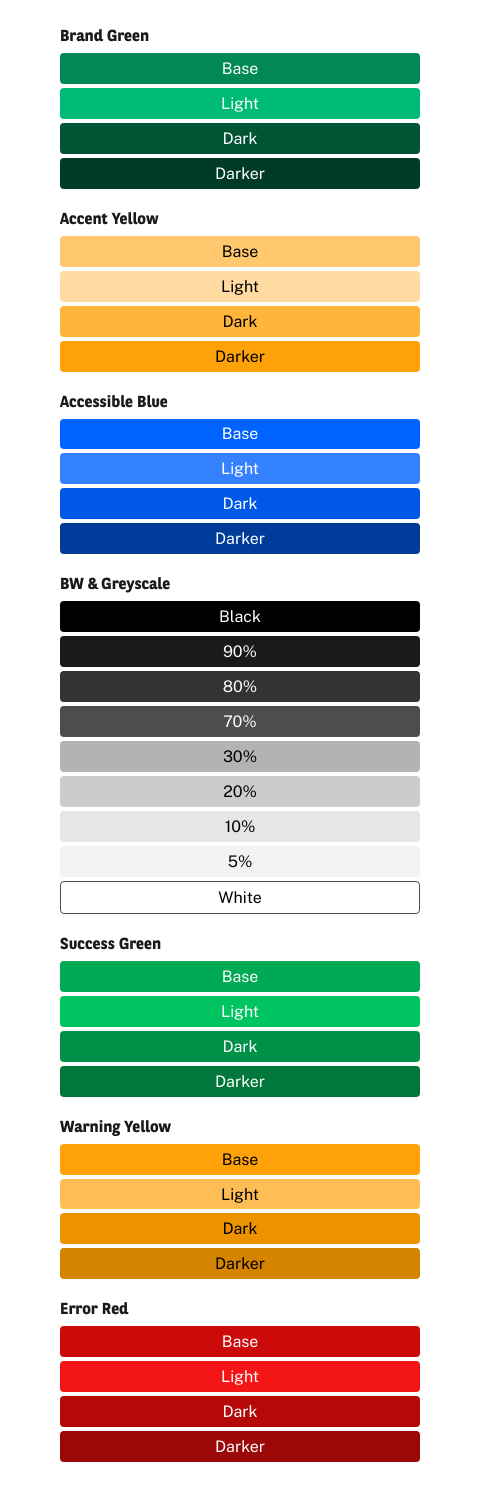 Brand Green
Base
Light
Dark
Darker
Accent Yellow
Base
Light
Dark
Darker
Accessible Blue
Base
Light
Dark
Darker
BW & Greyscale
Black
90%
80%
70%
30%
20%
10%
5%
White
Success Green
Base
Light
Dark
Darker
Warning Yellow
Base
Light
Dark
Darker
Error Red
Base
Light
Dark
Darker